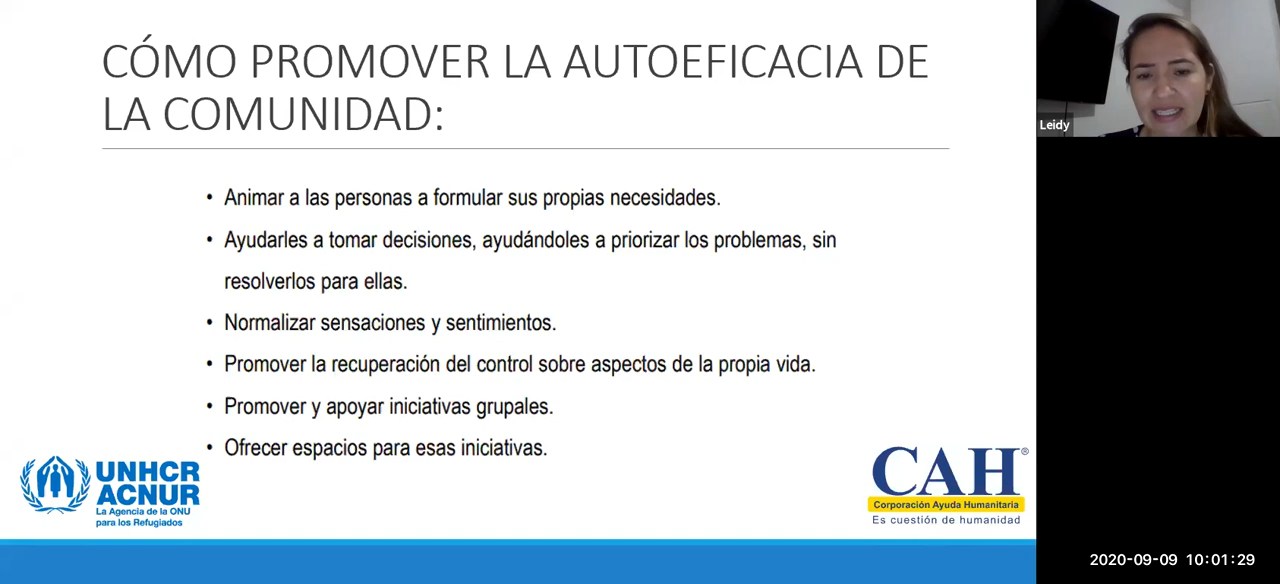 CÓMO PROMOVER LA AUTOEFICACIA DE
LA COMUNIDAD:
• Animar a las personas a formular sus propias necesidades.
• Ayudarles a tomar decisiones, ayudándoles a priorizar los problemas, sin
resolverlos para ellas.
• Normalizar sensaciones y sentimientos.
• Promover la recuperación del control sobre aspectos de la propia vida.
• Promover y apoyar iniciativas grupales.
• Ofrecer espacios para esas iniciativas.
UNHCR
ACNUR
La Agencia de la ONU
para los Refugiados
CAH®
Corporación Ayuda Humanitaria
Es cuestión de humanidad
Leidy
2020-09-09 10:01:29